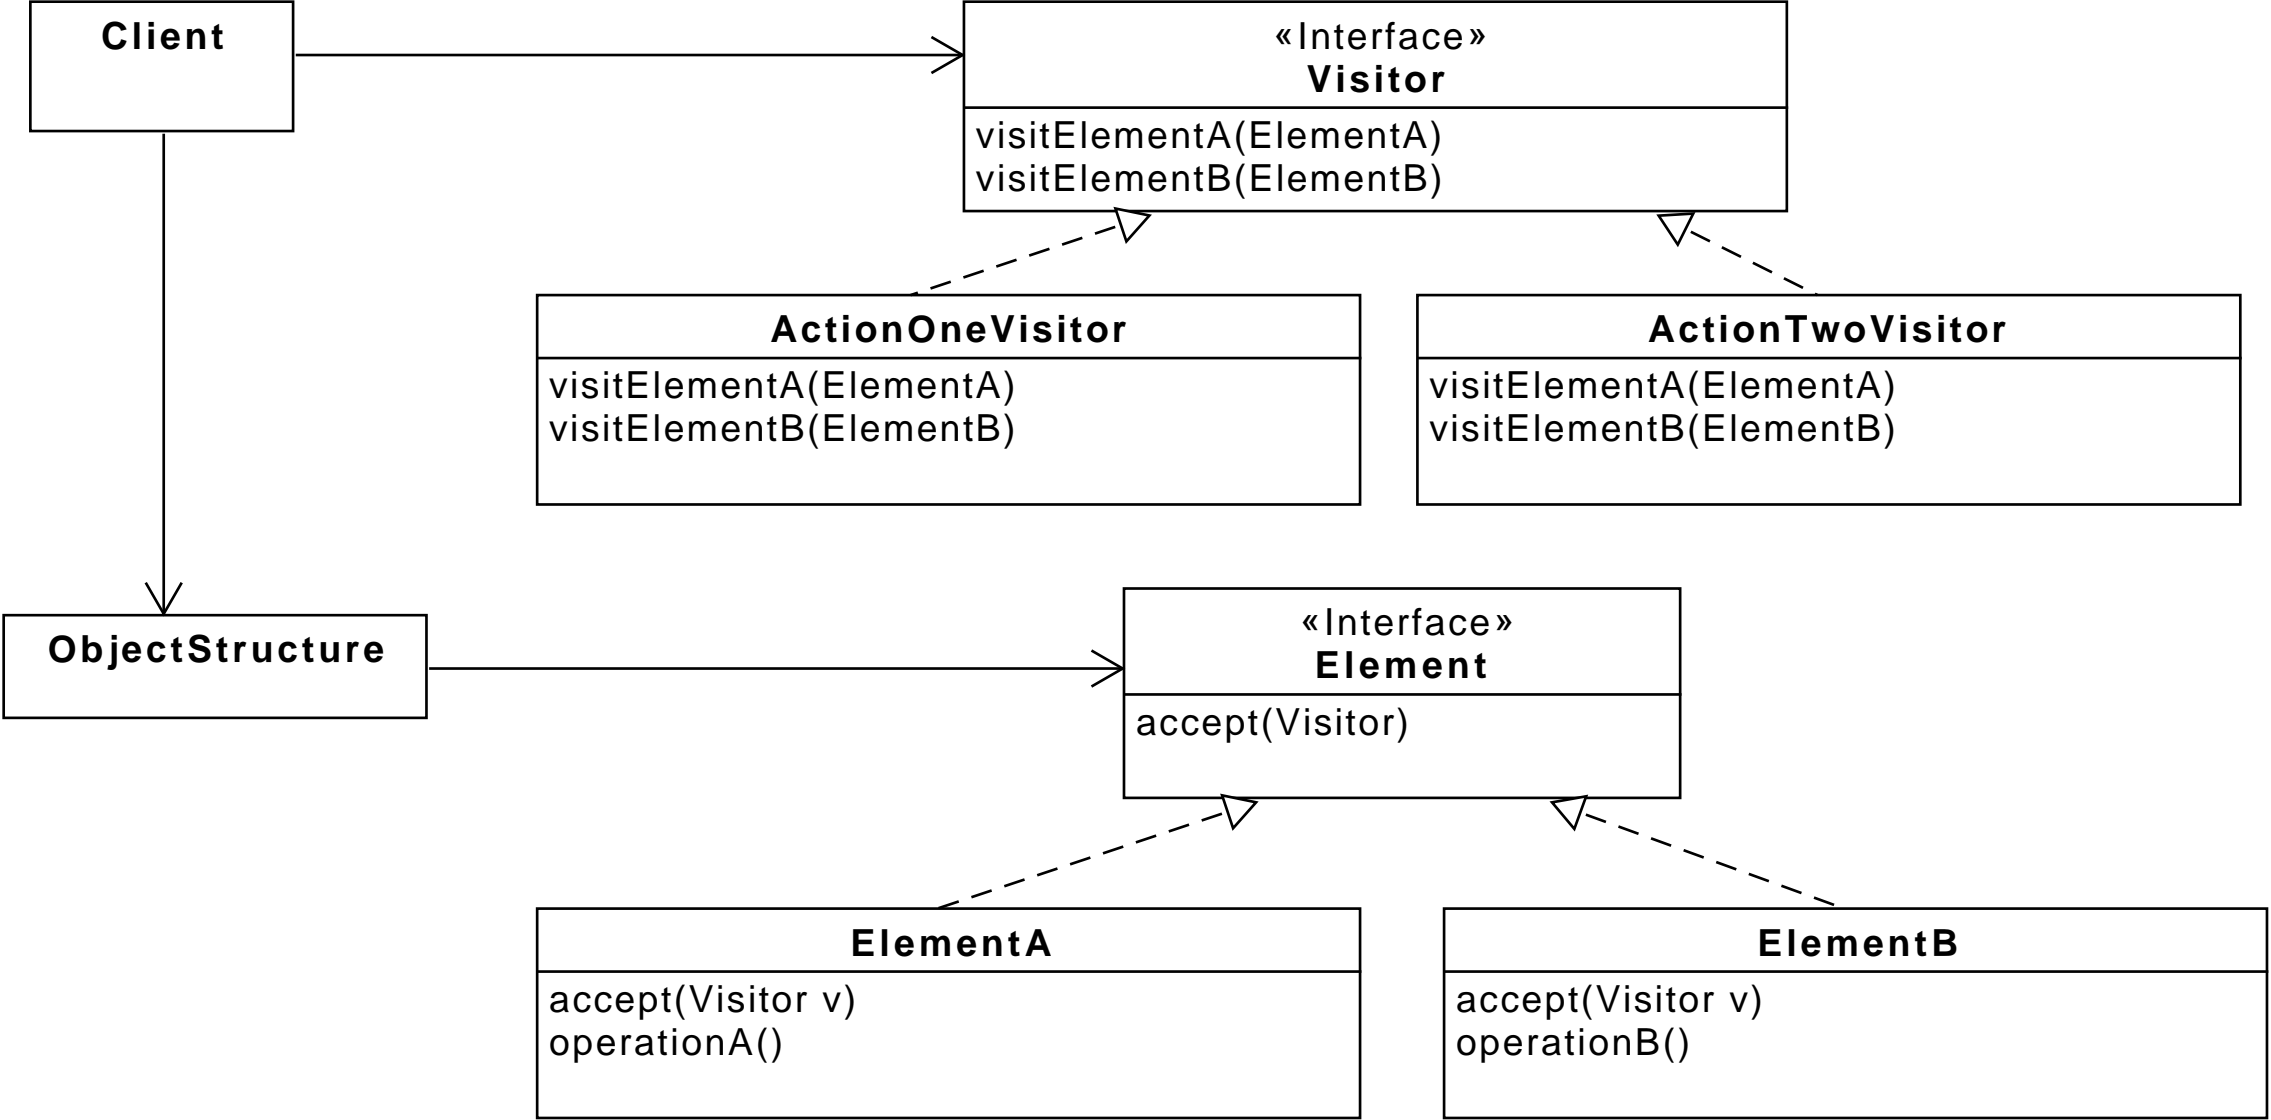 Client
«Interface»
Visitor
visitElementA(ElementA)
visitElementB(ElementB)
ActionOneVisitor
visitElementA(ElementA)
visitElementB(ElementB)
ActionTwoVisitor
visitElementA(ElementA)
visitElementB(ElementB)
ObjectStructure
«Interface»
Element
accept(Visitor)
ElementA
accept(Visitor v)
operationA()
ElementB
accept(Visitor v)
operationB()